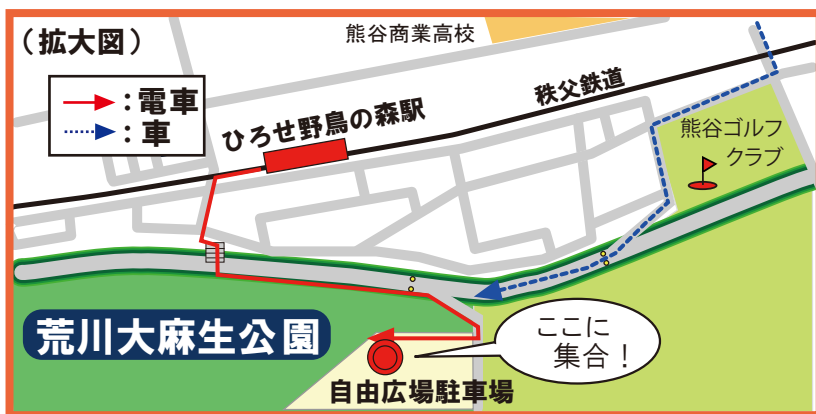 (拡大図)
熊谷商業高校
：電車
：車
ひろせ野鳥の森駅
秩父鉄道
熊谷ゴルフ
クラブ
荒川大麻生公園
ここに
集合！
自由広場駐車場